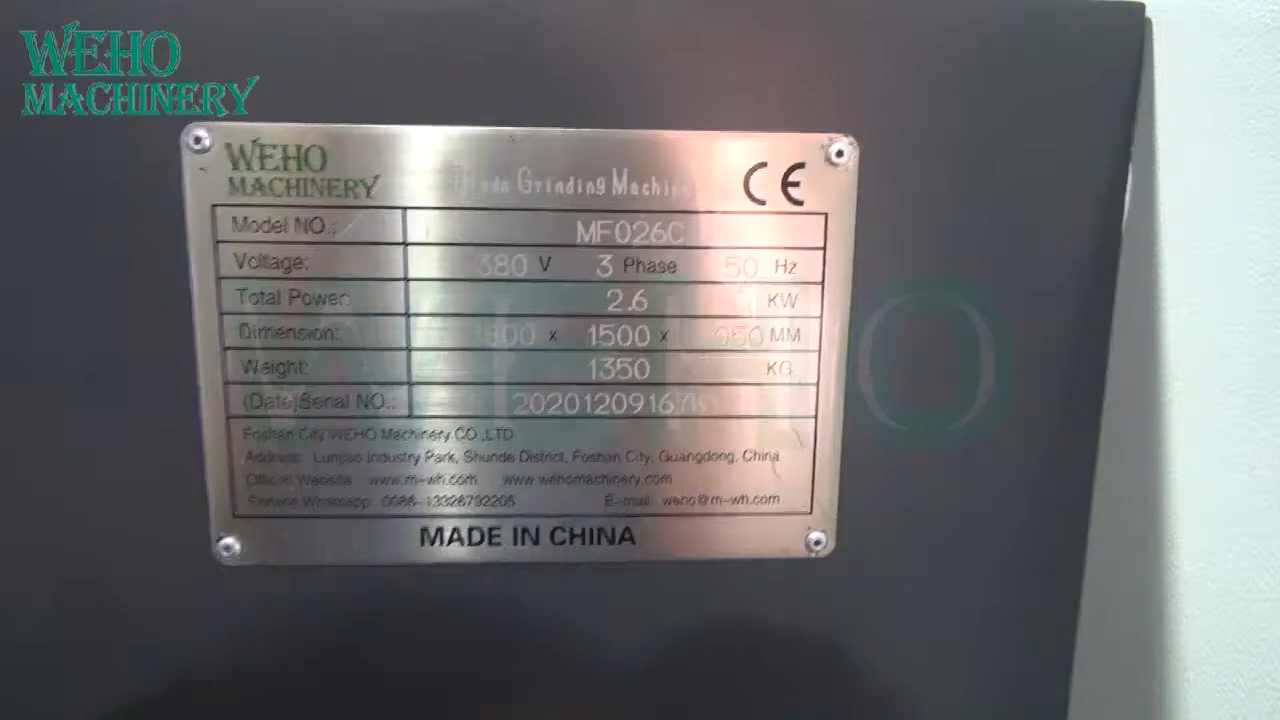 WEHO
MACHINERY
WEHO
MACHINERY
Grinding Machine
CE
Model NO.:
MF026C
Voltage: 380 V 3 Phase 50 Hz
Total Power: 2.6 KW
Dimension: x 1500 x MM
Weight: 1350 KG
(Date)Serial NO.:
Foshan City WEHO Machinery CO.,LTD
Address: Lunjiao Industry Park, Shunde District, Foshan City, Guangdong, China
Official Website: www.m-wh.com www.wehomachinery.com
Service Whatsapp: 0086-13326792206 E-mail: weho@m-wh.com
MADE IN CHINA